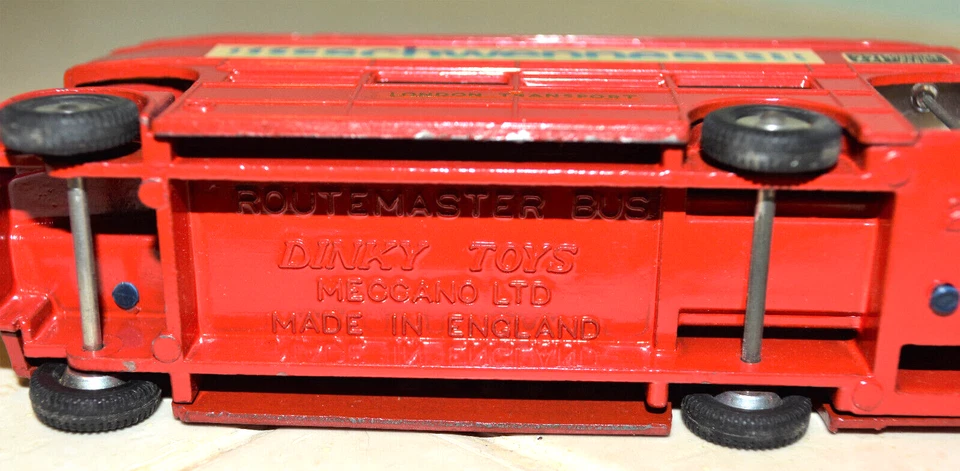 LONDON TRANSPORT
ROUTEMASTER BUS
DINKY TOYS
MECCANO LTD
MADE IN ENGLAND